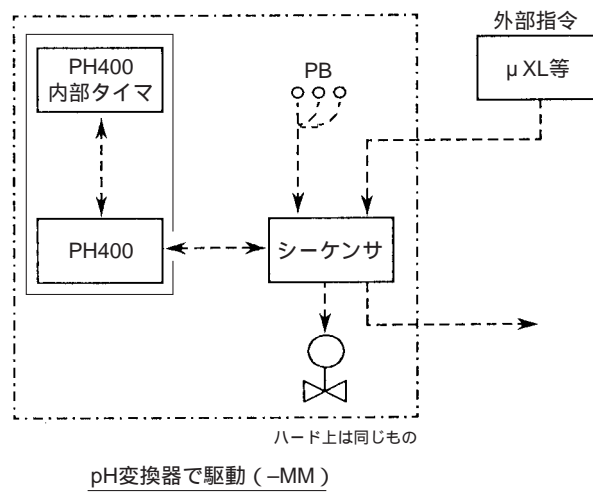 外部指令
μXL等
PH400
内部タイマ
PB
PH400
シーケンサ
ハード上は同じもの
pH変換器で駆動（–MM）